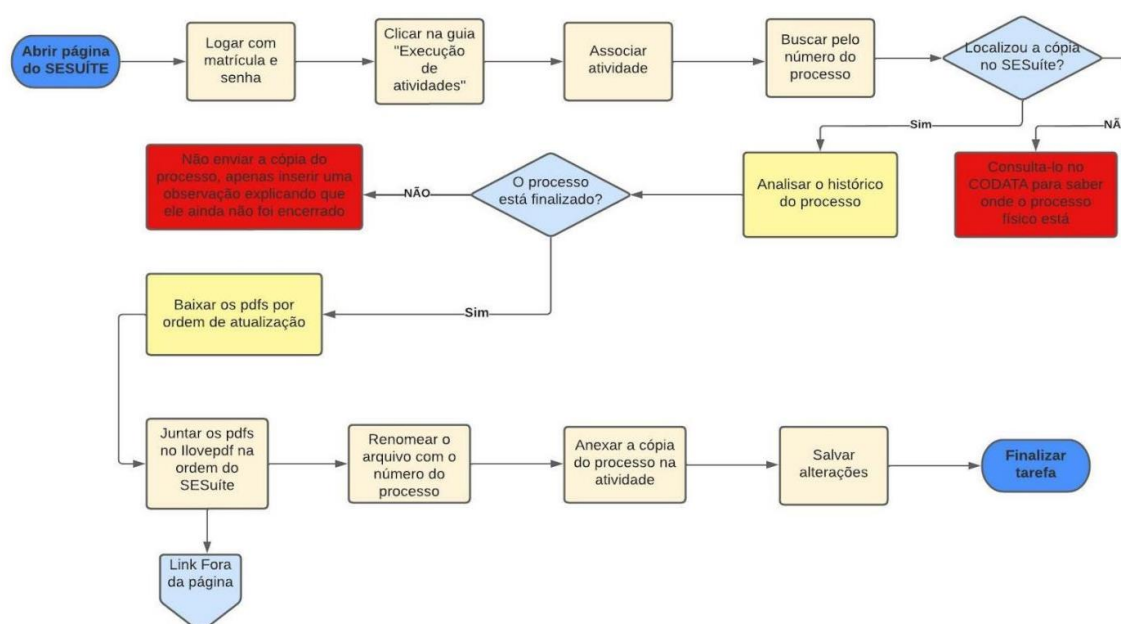 Abrir página
do SESUÍTE
Logar com
matrícula e
senha
Clicar na guia
"Execução
de
atividades"
Associar
atividade
Buscar pelo
número do
processo
Localizou a cópia
no SESuíte?
Sim
NÃ
Não enviar a cópia do
processo, apenas inserir uma
observação explicando que
ele ainda não foi encerrado
NÃO
O processo
está finalizado?
Analisar o histórico
do processo
Consulta-lo no
CODATA para saber
onde o processo
físico está
Baixar os pdfs por
ordem de atualização
Sim
Juntar os pdfs
no Ilovepdf na
ordem do
SESuíte
Renomear o
arquivo com o
número do
processo
Anexar a cópia
do processo na
atividade
Salvar
alterações
Finalizar
tarefa
Link Fora
da página